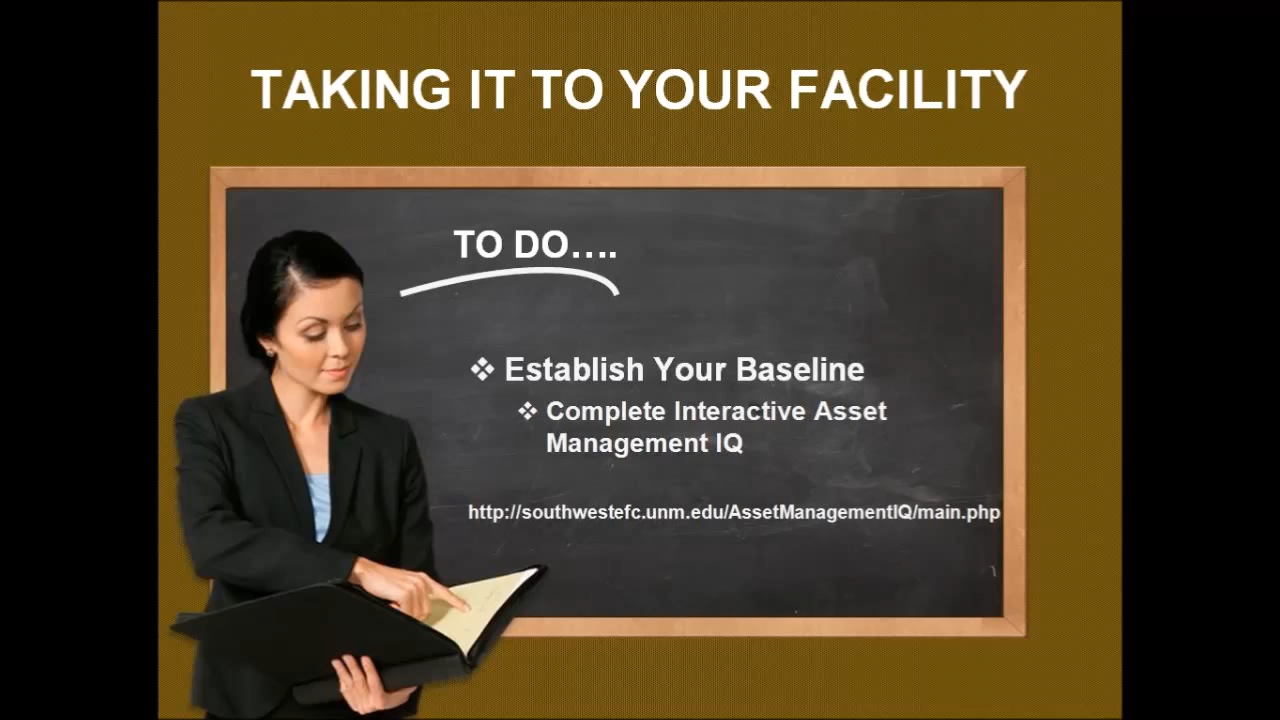 TAKING IT TO YOUR FACILITY
TO DO….
❖ Establish Your Baseline
❖ Complete Interactive Asset
Management IQ
http://southwestefc.unm.edu/AssetManagementIQ/main.php